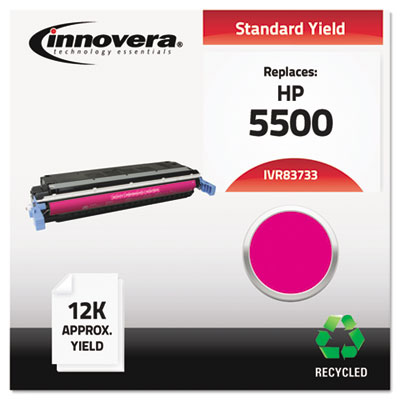 innovera
technology essentials
Standard Yield
Replaces:
HP
5500
IVR83733
12K
APPROX.
YIELD
RECYCLED